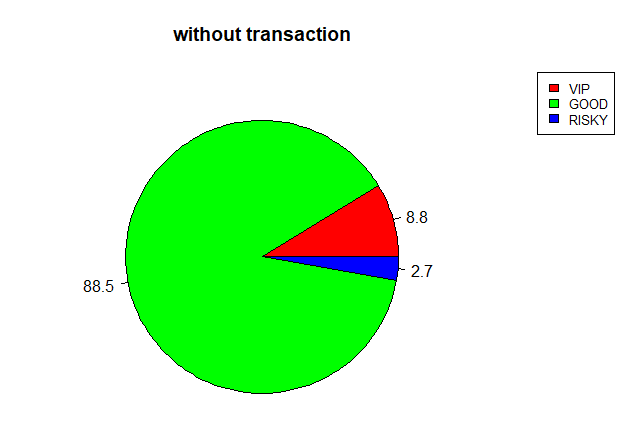 without transaction
VIP
GOOD
RISKY
8.8
2.7
88.5